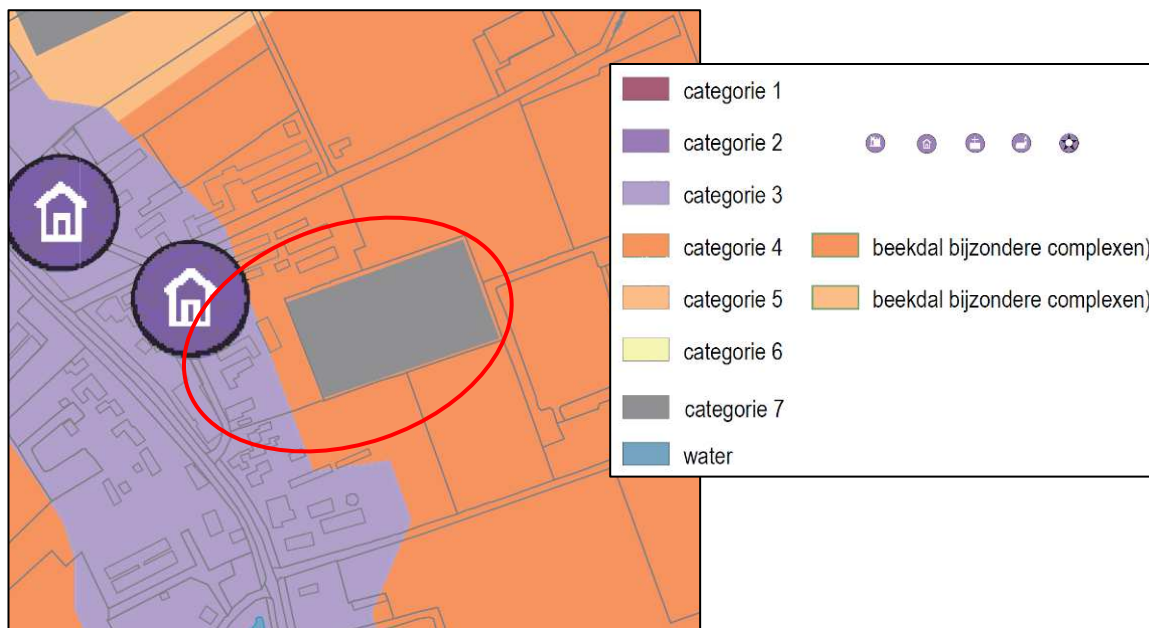 categorie 1
categorie 2
categorie 3
categorie 4 beekdal bijzondere complexen)
categorie 5 beekdal bijzondere complexen)
categorie 6
categorie 7
water